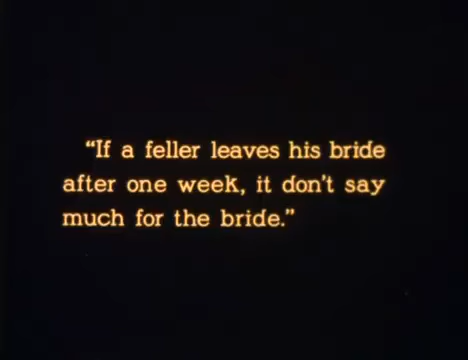 “If a feller leaves his bride
after one week, it don’t say
much for the bride.”